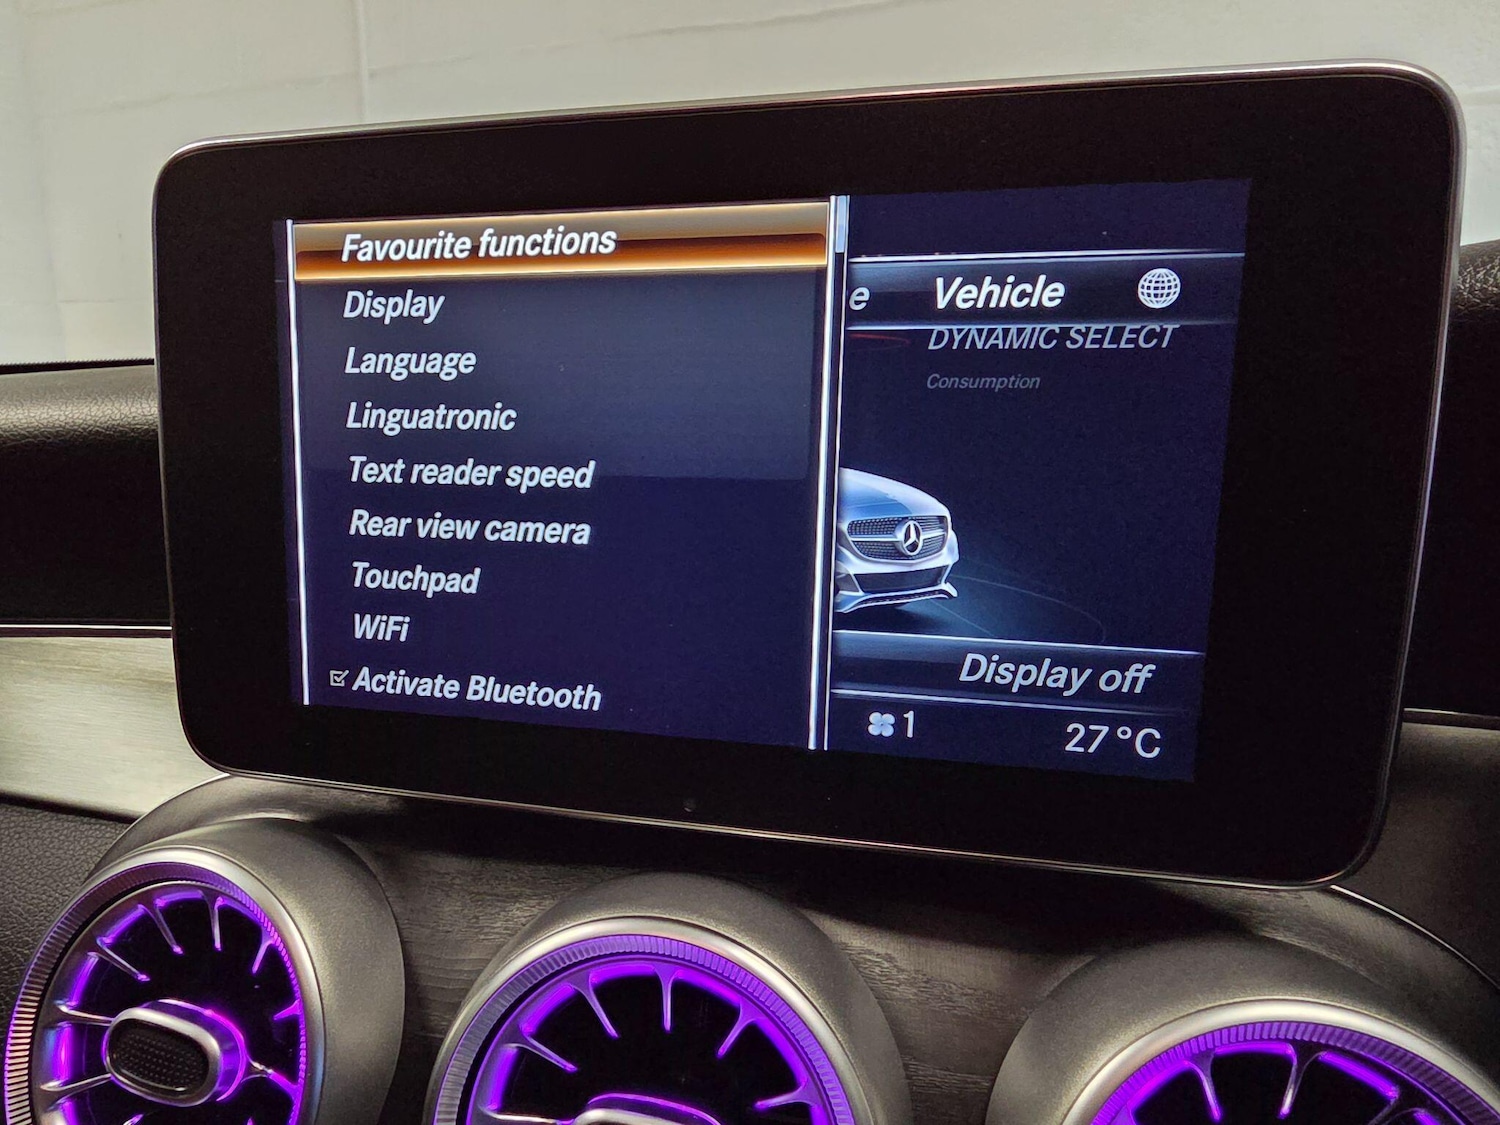 Favourite functions
Display
Language
Linguatronic
Text reader speed
Rear view camera
Touchpad
WiFi
Activate Bluetooth
e Vehicle
DYNAMIC SELECT
Consumption
Display off
1 27 °C